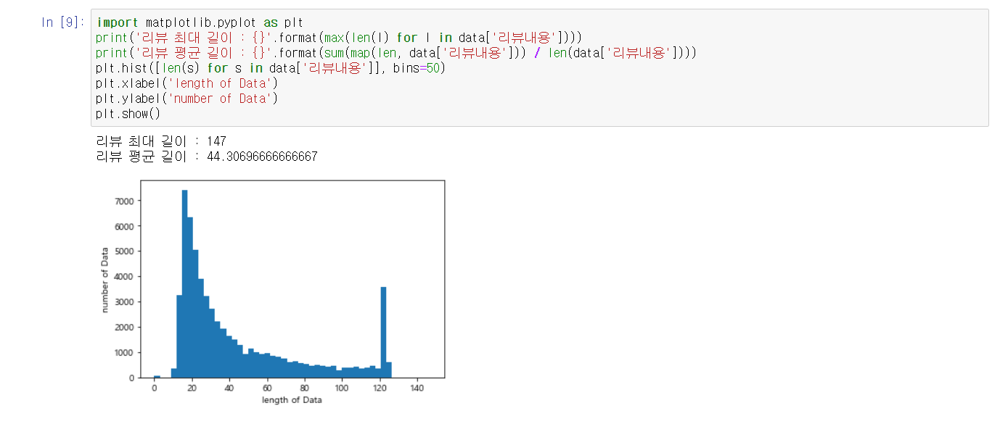 In [9]:
import matplotlib.pyplot as plt
print('리뷰 최대 길이 : {}'.format(max(len(l) for l in data['리뷰내용'])))
print('리뷰 평균 길이 : {}'.format(sum(map(len, data['리뷰내용'])) / len(data['리뷰내용'])))
plt.hist([len(s) for s in data['리뷰내용']], bins=50)
plt.xlabel('length of Data')
plt.ylabel('number of Data')
plt.show()
리뷰 최대 길이 : 147
리뷰 평균 길이 : 44.30696666666667
7000
6000
5000
4000
3000
2000
1000
0
number of Data
0 20 40 60 80 100 120 140
length of Data